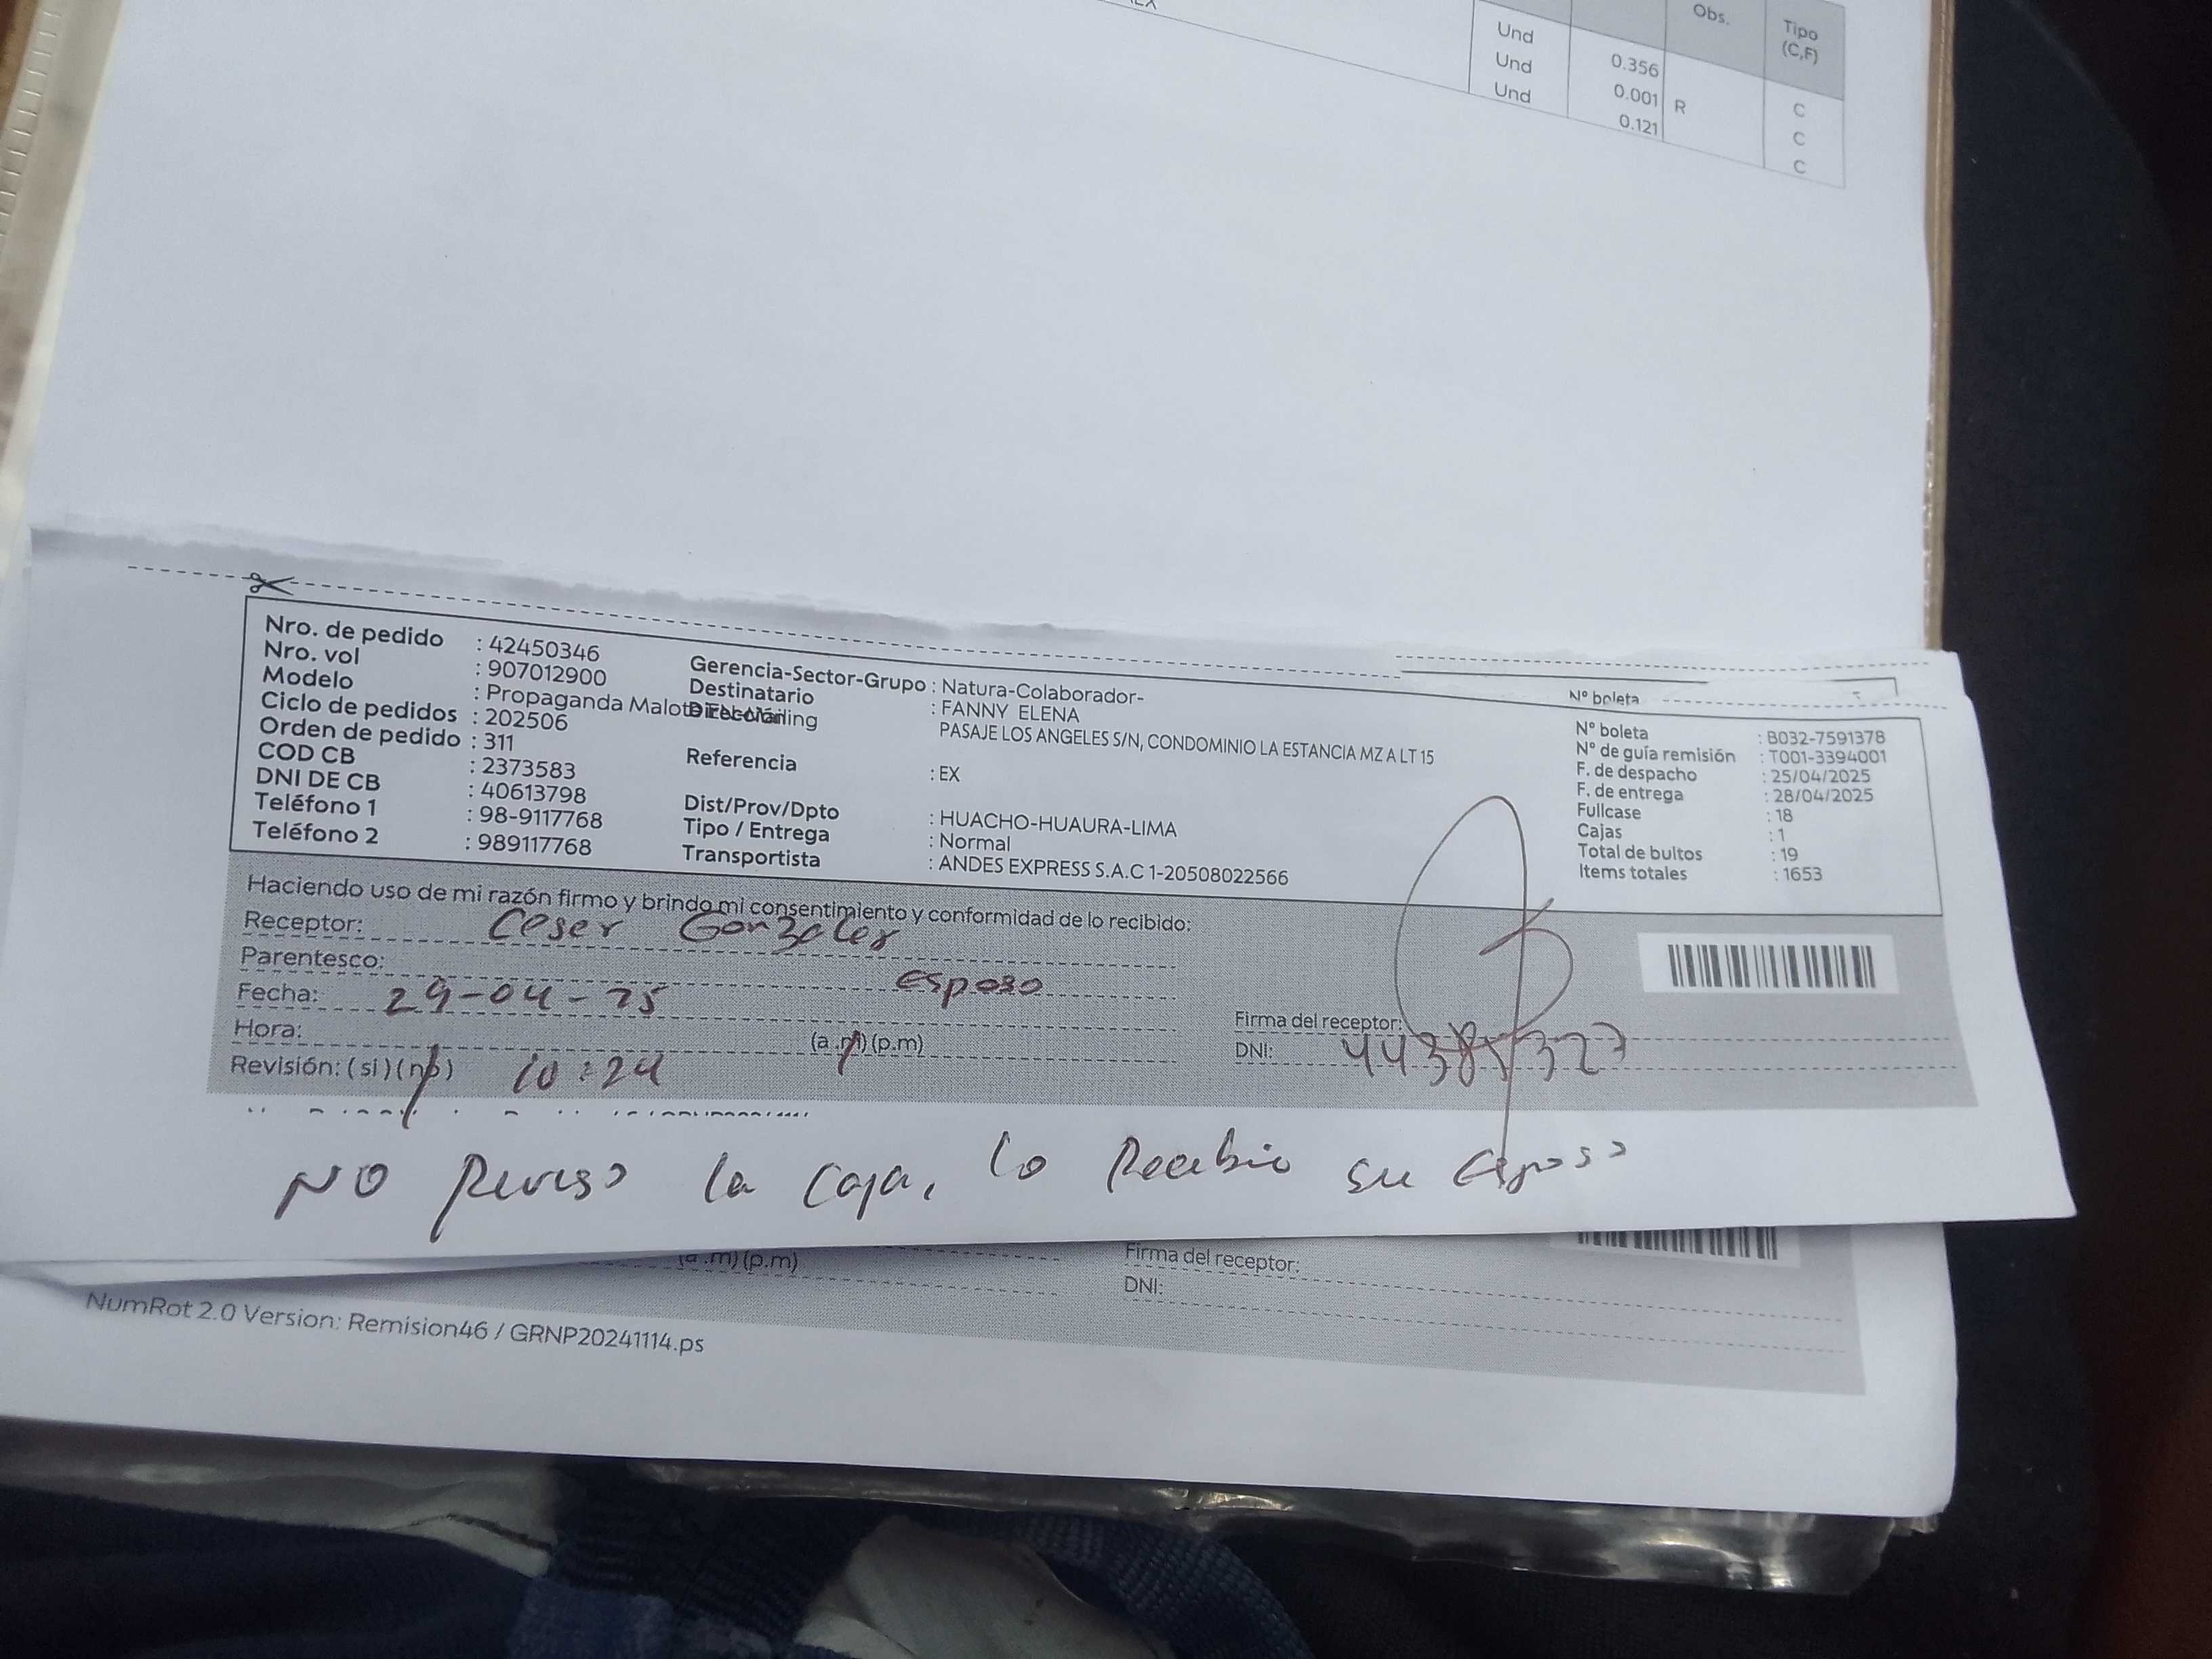 Obs.
Tipo
(C,F)
Und 0.356 C
Und 0.001 R C
Und 0.121 C
Nro. de pedido : 42450346
Nro. vol : 907012900
Modelo : Propaganda
Ciclo de pedidos : 202506
Orden de pedido : 311
COD CB : 2373583
DNI DE CB : 40613798
Teléfono 1 : 98-9117768
Teléfono 2 : 989117768
Gerencia-Sector-Grupo : Natura-Colaborador-
Destinatario : FANNY ELENA
Dirección PASAJE LOS ANGELES S/N, CONDOMINIO LA ESTANCIA MZ A LT 15
Referencia : EX
Dist/Prov/Dpto : HUACHO-HUAURA-LIMA
Tipo / Entrega : Normal
Transportista : ANDES EXPRESS S.A.C 1-20508022566
Nº boleta
Nº boleta : B032-7591378
Nº de guía remisión : T001-3394001
F. de despacho : 25/04/2025
F. de entrega : 28/04/2025
Fullcase : 18
Cajas : 1
Total de bultos : 19
Items totales : 1653
Haciendo uso de mi razón firmo y brindo mi consentimiento y conformidad de lo recibido:
Receptor: Ceser Gonzales
Parentesco: esposo
Fecha: 29-04-25
Hora: (a.m) (p.m)
Revisión: (si) (no) 10:24
Firma del receptor:
DNI:
NO Reviso la caja, lo Recibio su Esposo
(a.m) (p.m)
Firma del receptor:
DNI:
NumRot 2.0 Version: Remision46 / GRNP20241114.ps